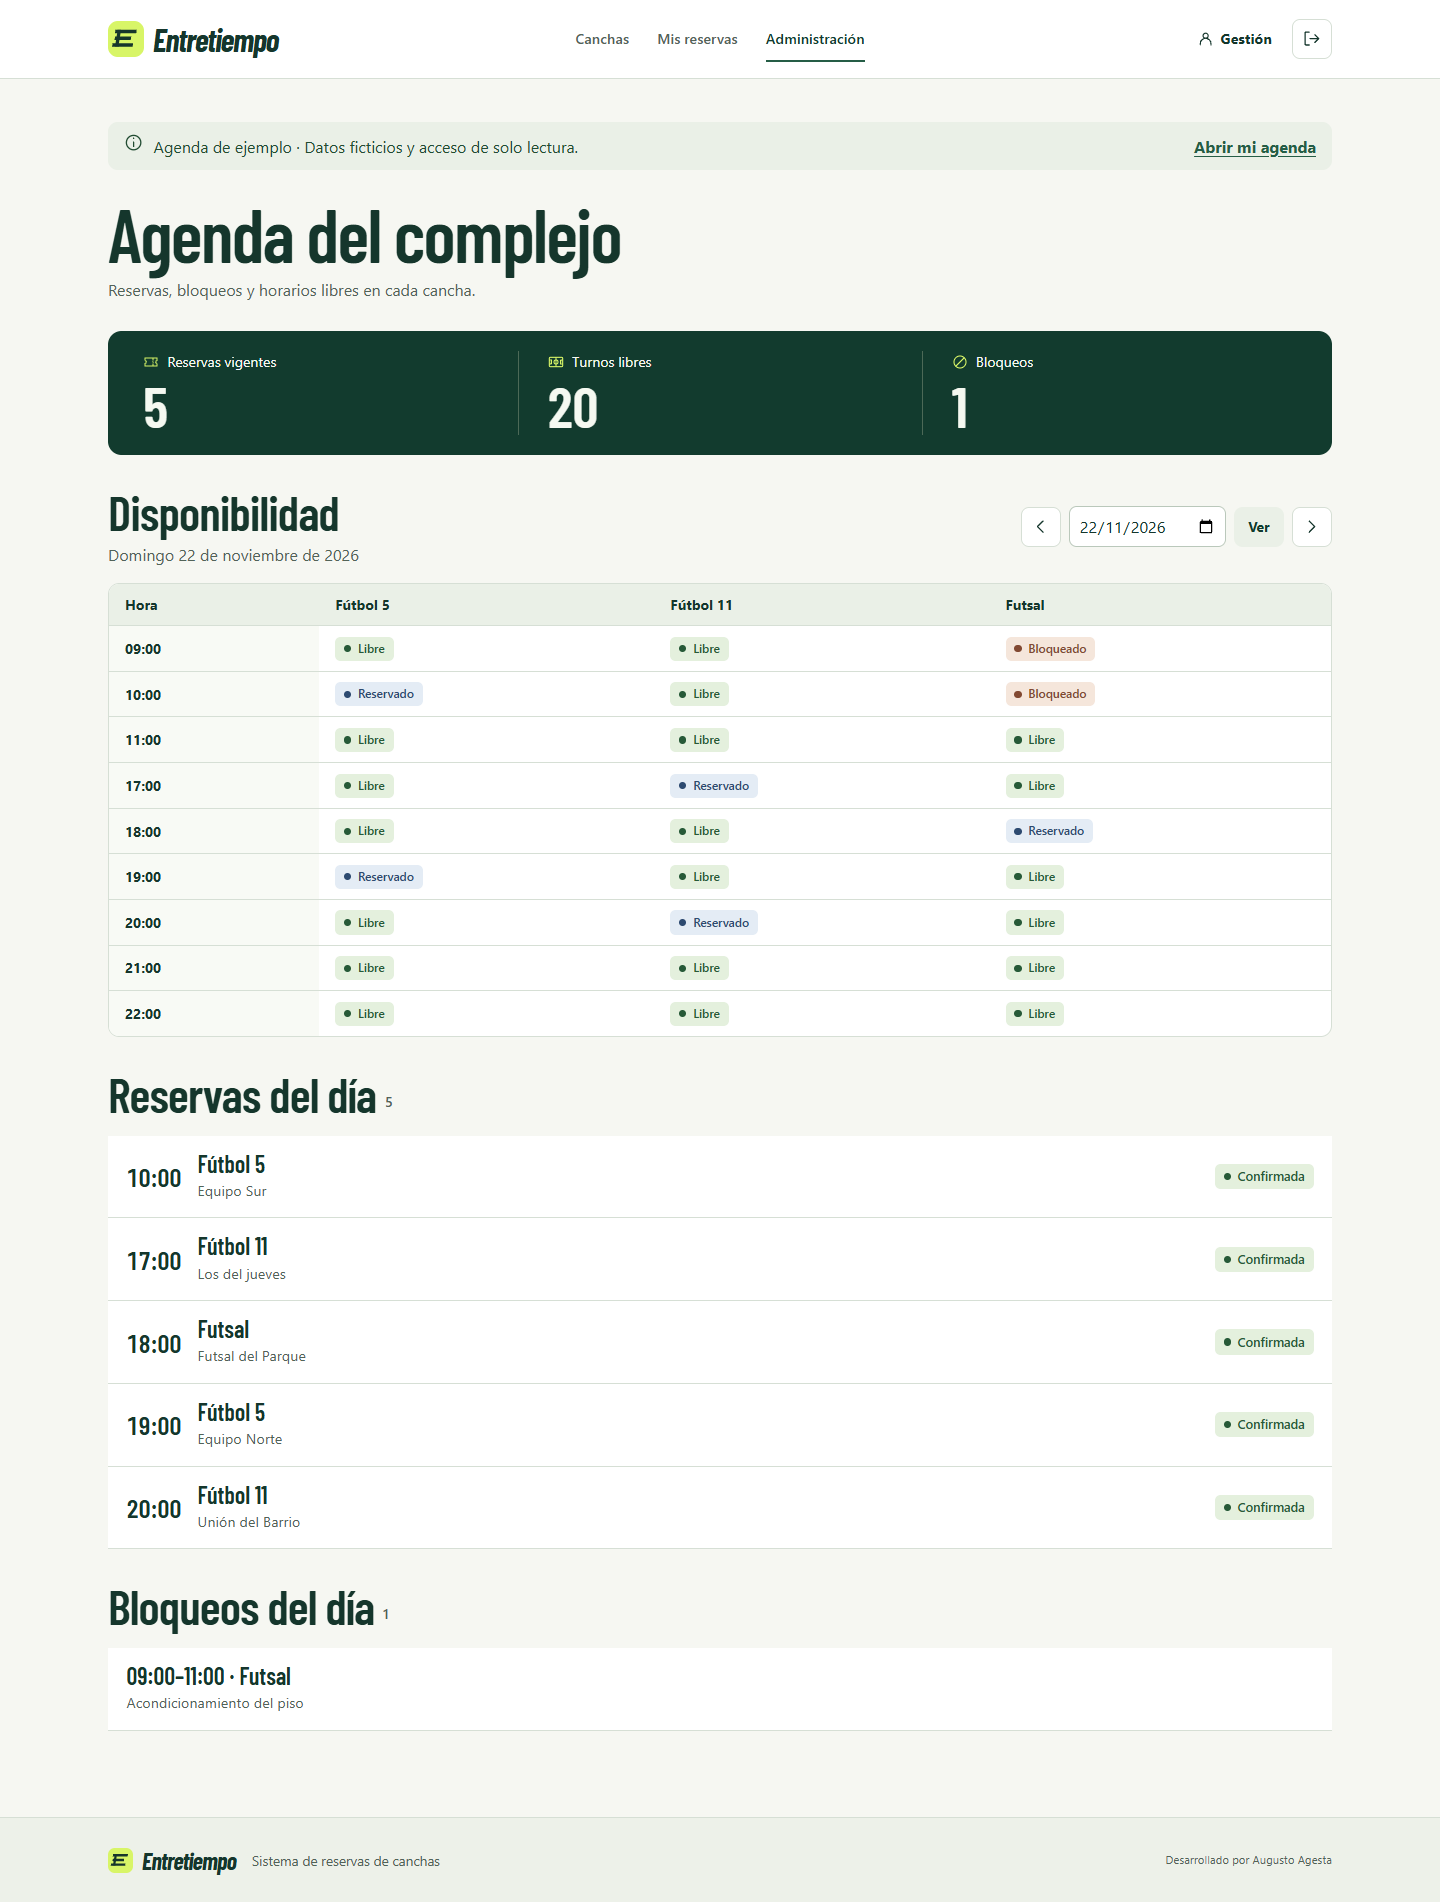 Entretiempo
Canchas Mis reservas Administración
Gestión
Agenda de ejemplo · Datos ficticios y acceso de solo lectura.
Abrir mi agenda
Agenda del complejo
Reservas, bloqueos y horarios libres en cada cancha.
Reservas vigentes
5
Turnos libres
20
Bloqueos
1
Disponibilidad
Domingo 22 de noviembre de 2026
22/11/2026 Ver
Hora Fútbol 5 Fútbol 11 Futsal
09:00 Libre Libre Bloqueado
10:00 Reservado Libre Bloqueado
11:00 Libre Libre Libre
17:00 Libre Reservado Libre
18:00 Libre Libre Reservado
19:00 Reservado Libre Libre
20:00 Libre Reservado Libre
21:00 Libre Libre Libre
22:00 Libre Libre Libre
Reservas del día 5
10:00 Fútbol 5
Equipo Sur
Confirmada
17:00 Fútbol 11
Los del jueves
Confirmada
18:00 Futsal
Futsal del Parque
Confirmada
19:00 Fútbol 5
Equipo Norte
Confirmada
20:00 Fútbol 11
Unión del Barrio
Confirmada
Bloqueos del día 1
09:00–11:00 · Futsal
Acondicionamiento del piso
Entretiempo Sistema de reservas de canchas
Desarrollado por Augusto Agesta